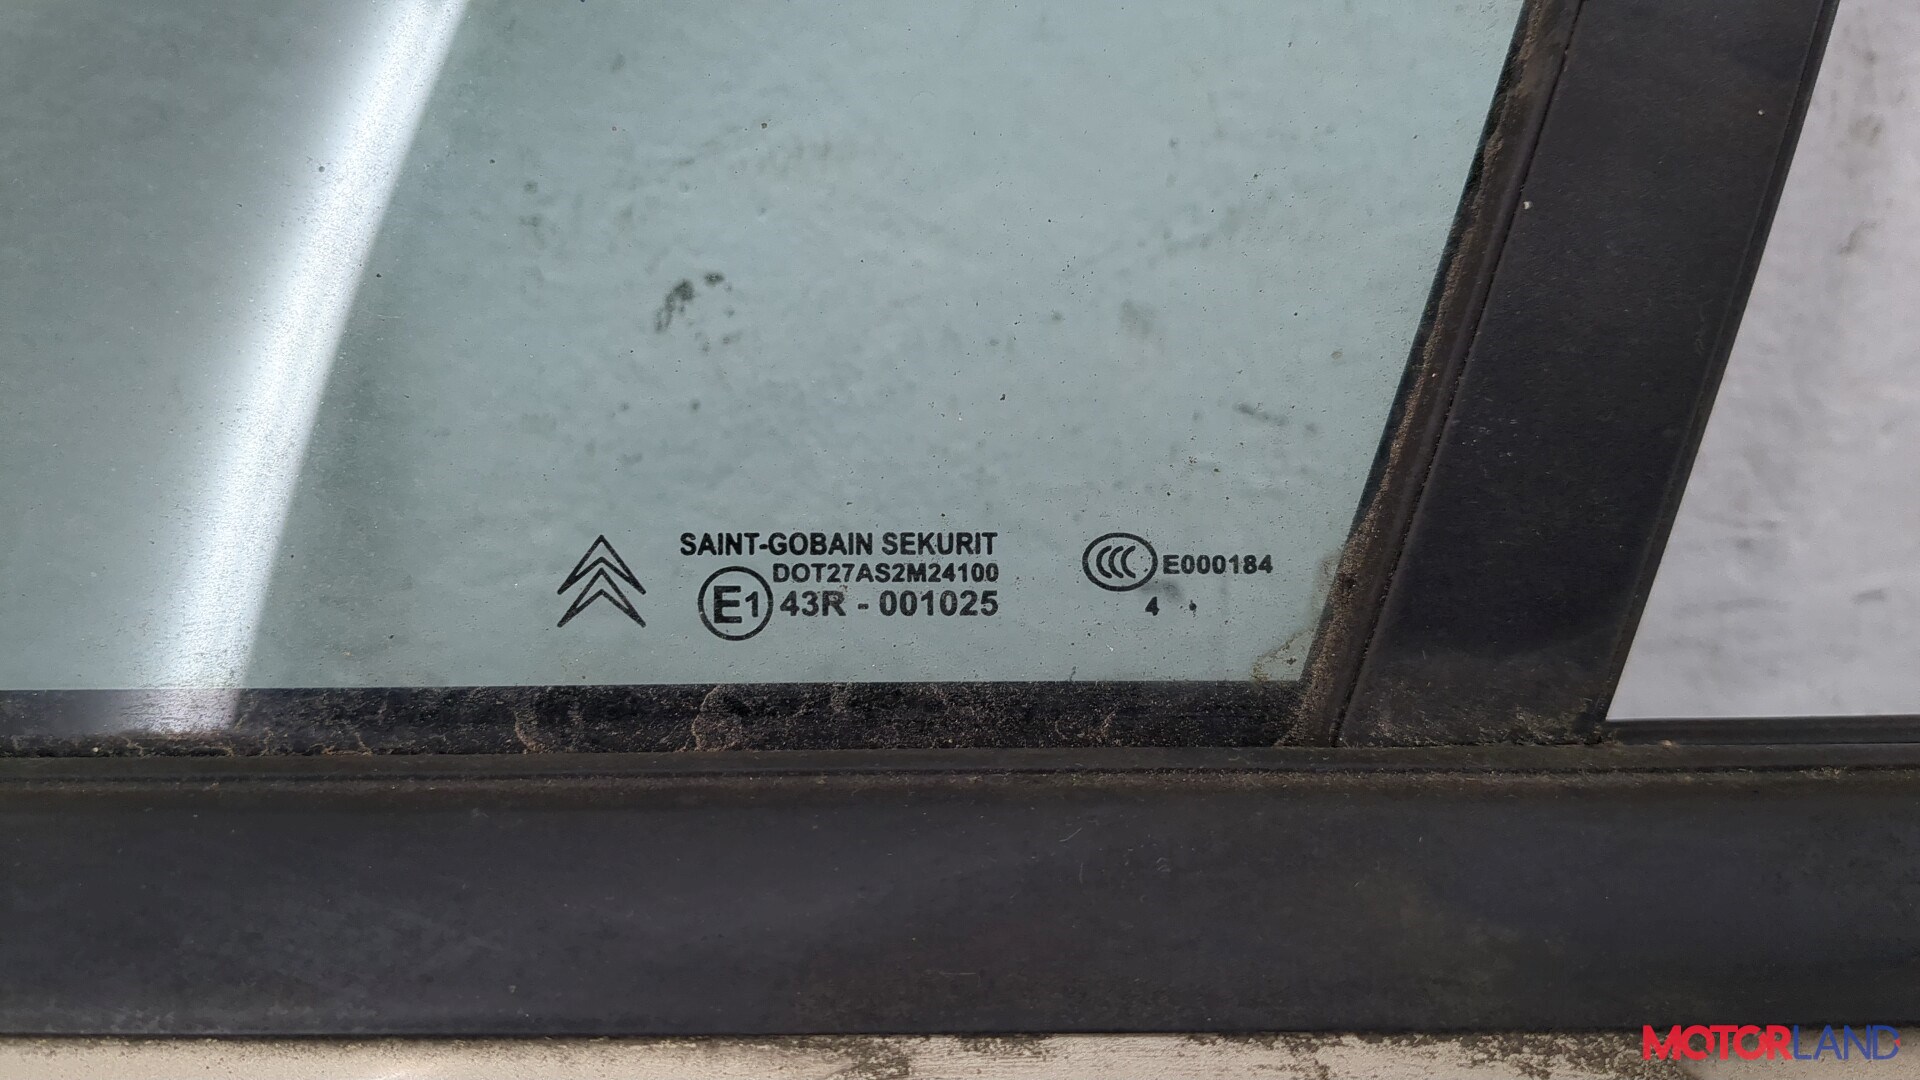 SAINT-GOBAIN SEKURIT
DOT27AS2M24100
E1 43R - 001025
CCC E000184
4 .
MOTORLAND